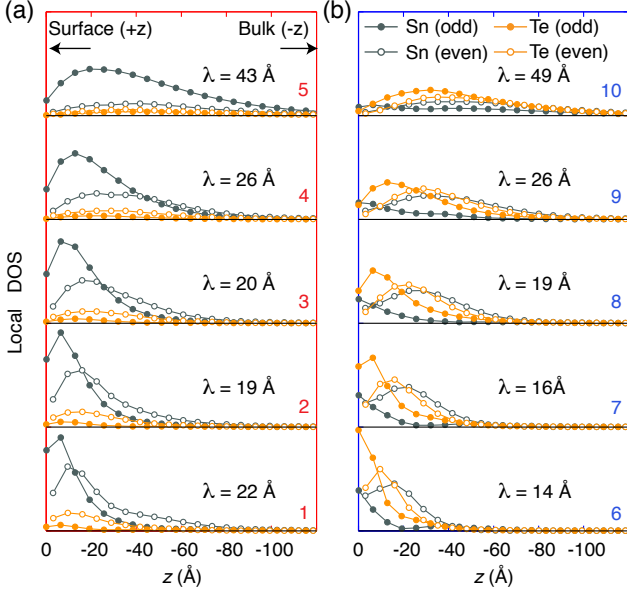 (a)
Surface (+z)
Bulk (-z)
λ = 43 Å
5
λ = 26 Å
4
λ = 20 Å
3
λ = 19 Å
2
λ = 22 Å
1
Local DOS
0 -20 -40 -60 -80 -100
z (Å)
(b)
Sn (odd) Te (odd)
Sn (even) Te (even)
λ = 49 Å
10
λ = 26 Å
9
λ = 19 Å
8
λ = 16Å
7
λ = 14 Å
6
0 -20 -40 -60 -80 -100
z (Å)